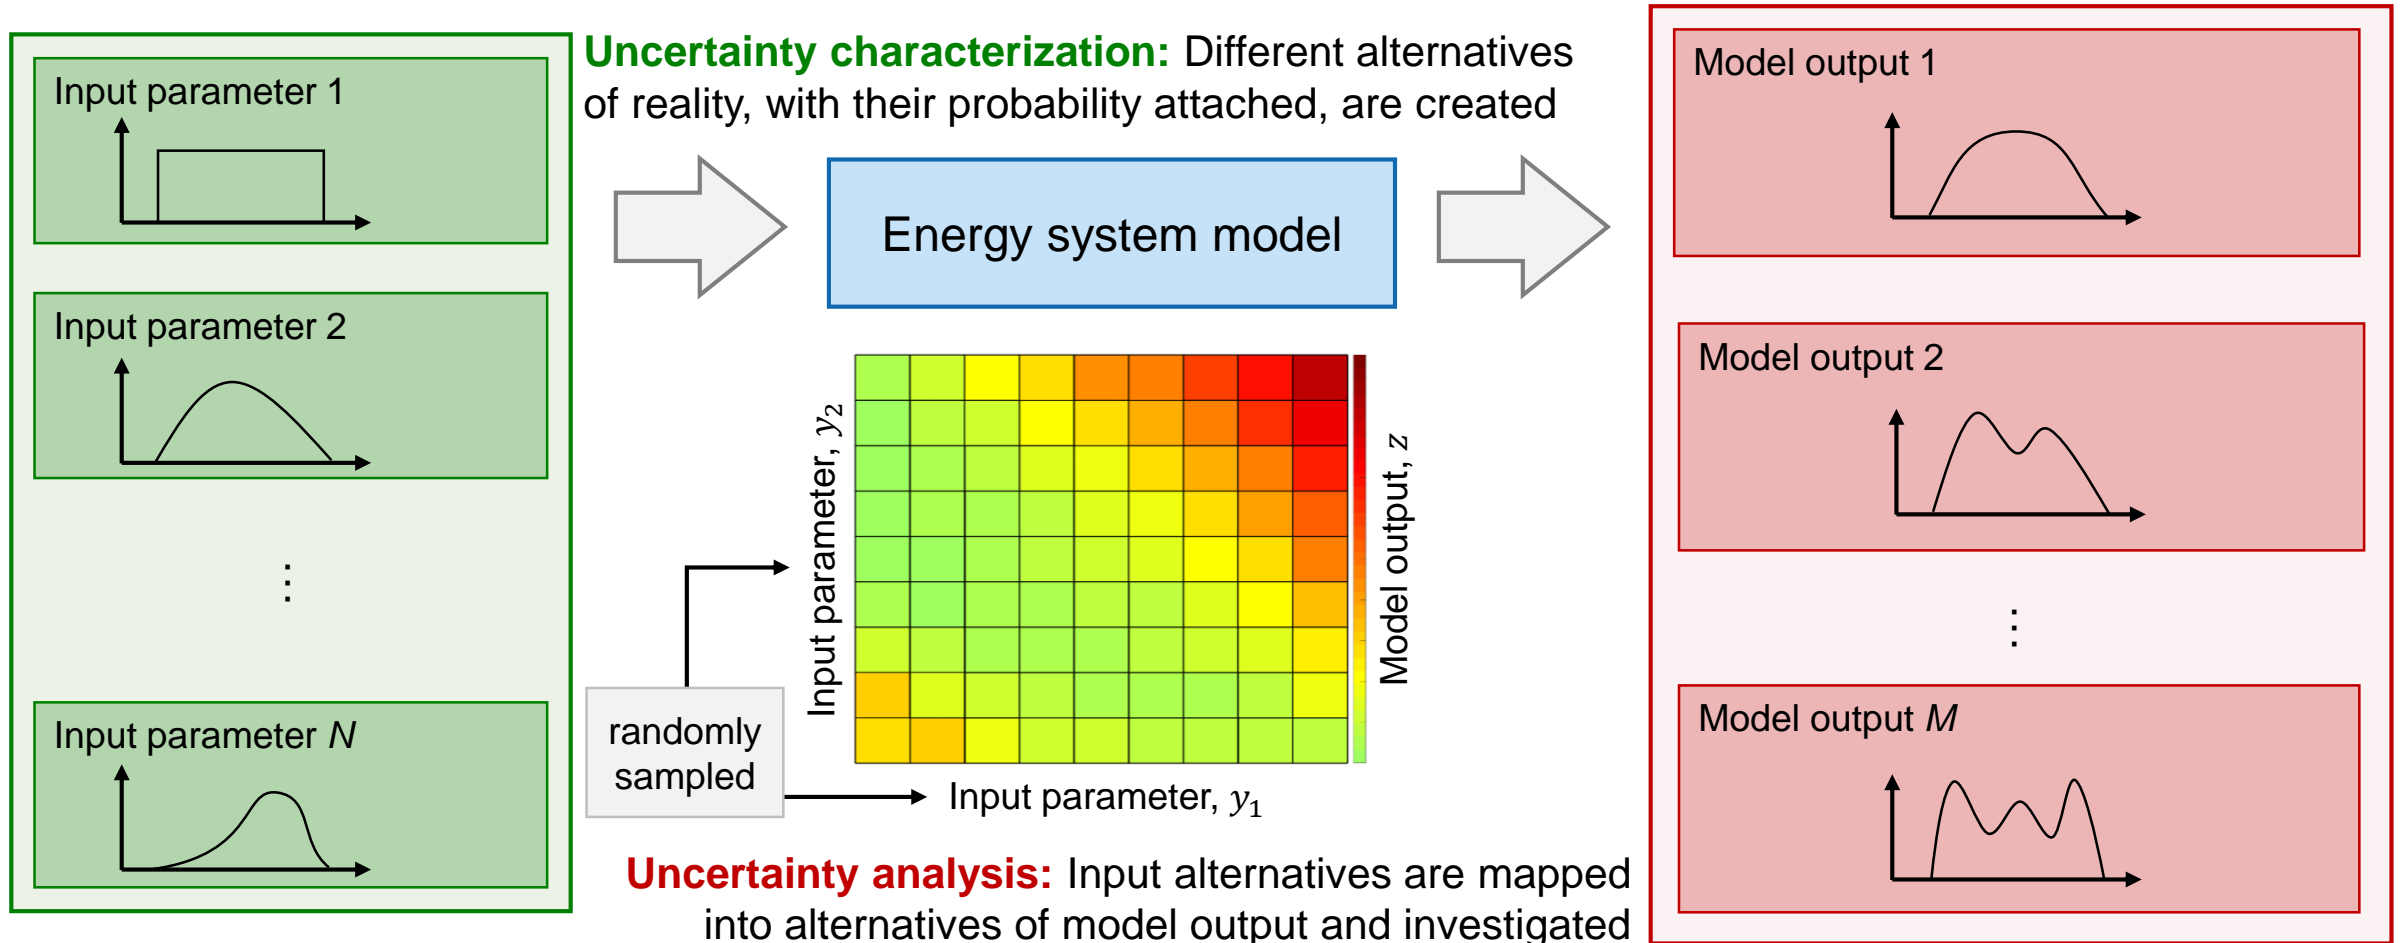 Uncertainty characterization: Different alternatives
of reality, with their probability attached, are created
Input parameter 1
Input parameter 2
⋮
Input parameter N
Energy system model
Input parameter, y₂
Model output, z
randomly
sampled
Input parameter, y₁
Uncertainty analysis: Input alternatives are mapped
into alternatives of model output and investigated
Model output 1
Model output 2
⋮
Model output M